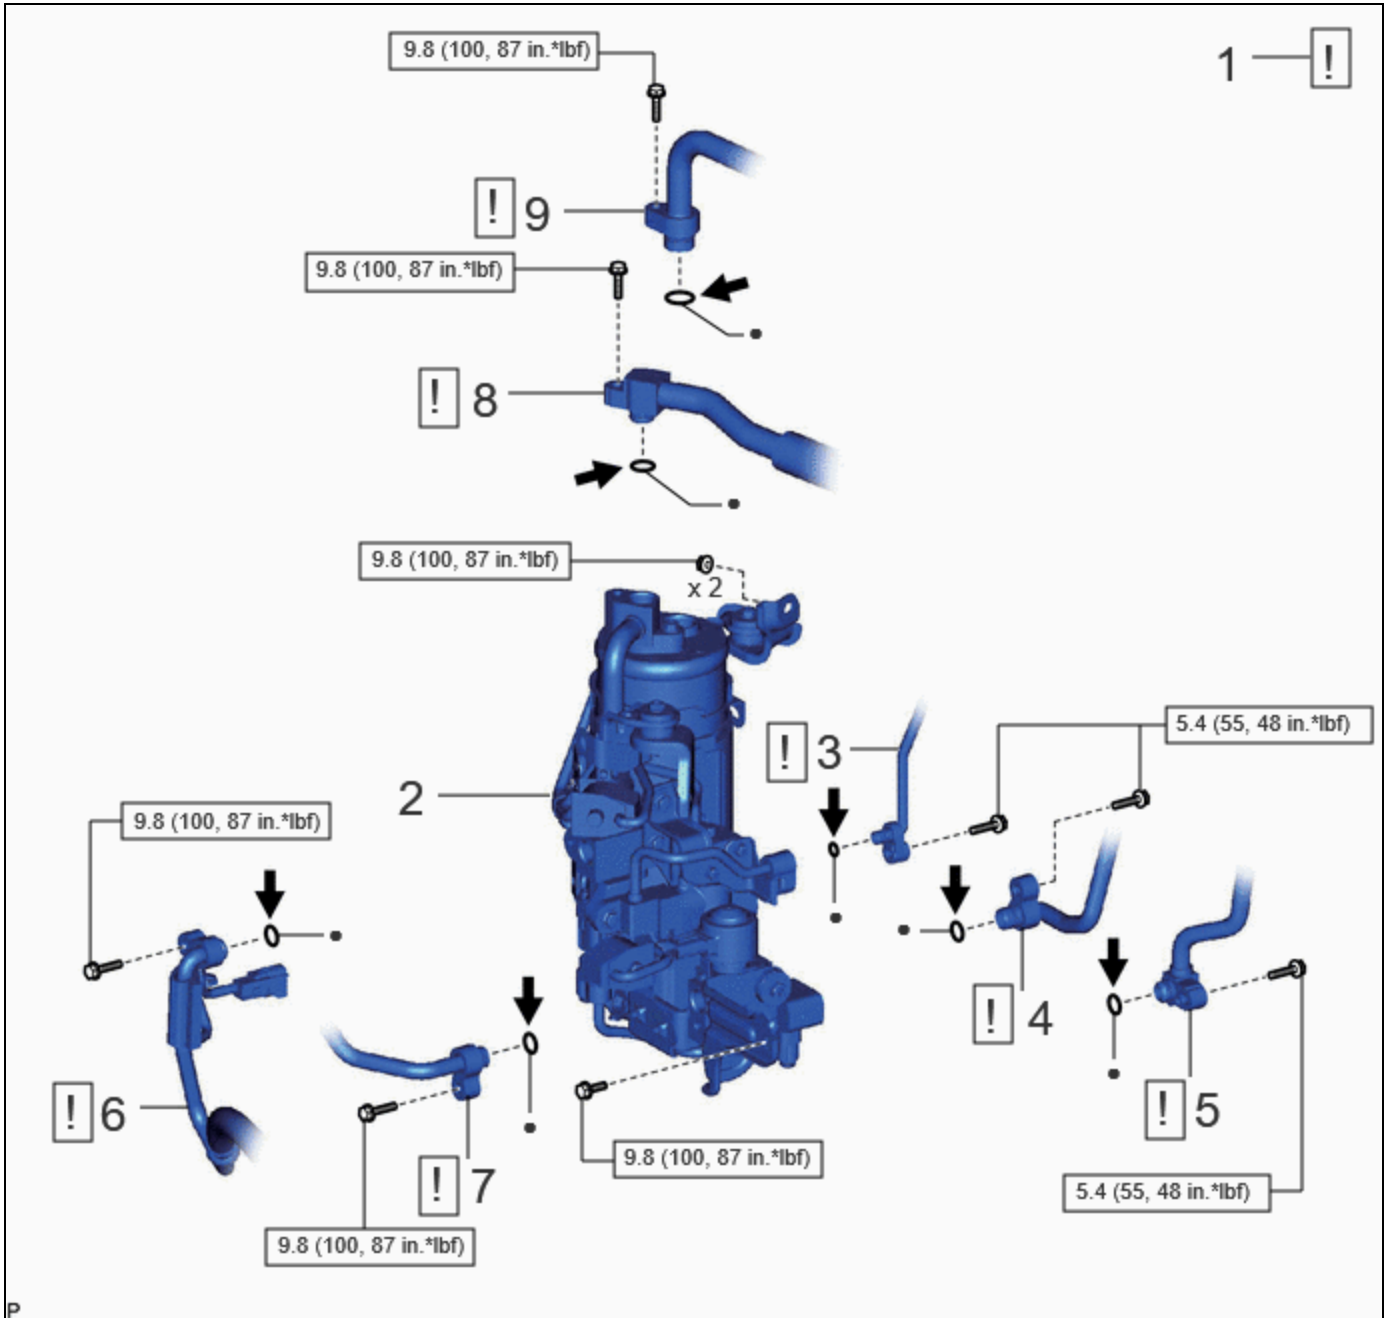 9.8 (100, 87 in.*lbf)
1 !
! 9
9.8 (100, 87 in.*lbf)
! 8
9.8 (100, 87 in.*lbf)
x 2
5.4 (55, 48 in.*lbf)
! 3
2
9.8 (100, 87 in.*lbf)
! 4
! 6
! 5
9.8 (100, 87 in.*lbf)
! 7
5.4 (55, 48 in.*lbf)
9.8 (100, 87 in.*lbf)
P